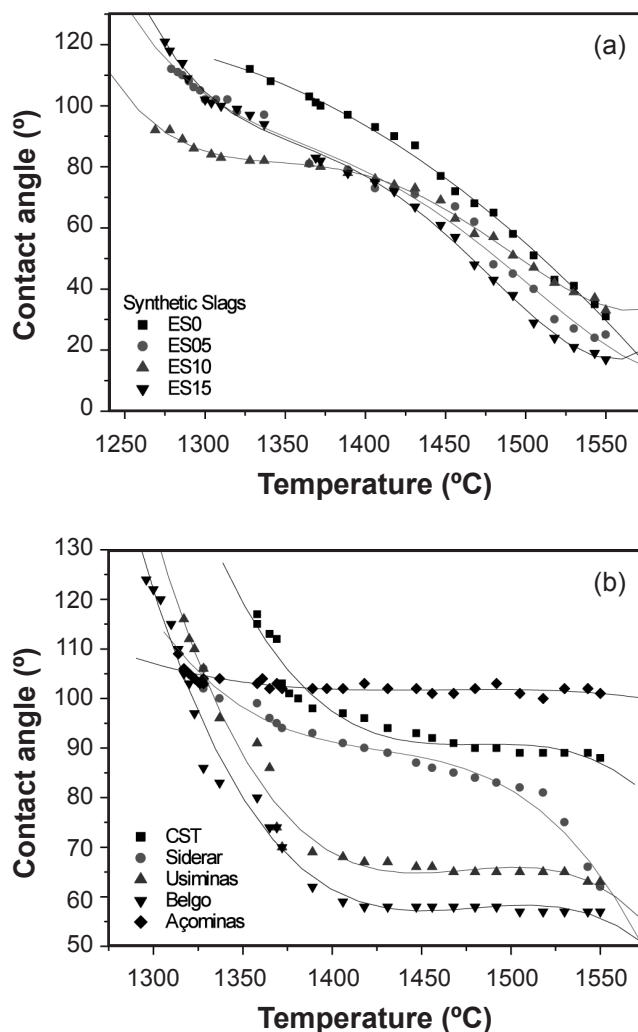 (a)
120
100
80
60
40
20
0
Contact angle (º)
Synthetic Slags
ES0
ES05
ES10
ES15
1250 1300 1350 1400 1450 1500 1550
Temperature (ºC)
(b)
130
120
110
100
90
80
70
60
50
Contact angle (º)
CST
Siderar
Usiminas
Belgo
Açominas
1300 1350 1400 1450 1500 1550
Temperature (ºC)